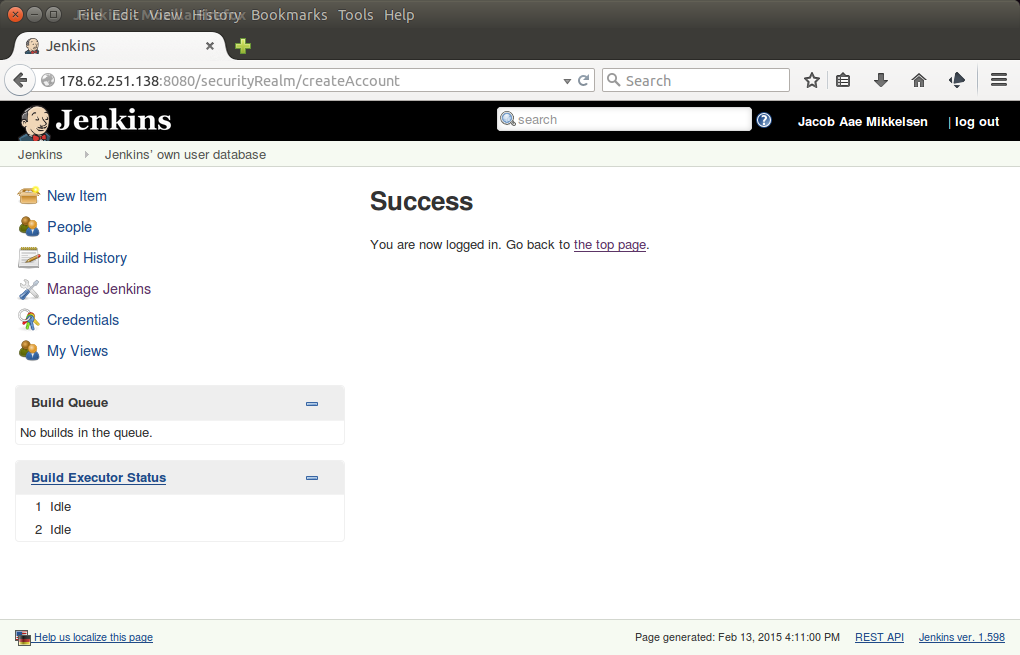 Jenkins - Mozilla Firefox
File Edit View History Bookmarks Tools Help
Jenkins
178.62.251.138:8080/securityRealm/createAccount
Search
Jenkins
search
Jacob Aae Mikkelsen | log out
Jenkins Jenkins' own user database
New Item
People
Build History
Manage Jenkins
Credentials
My Views
Success
You are now logged in. Go back to the top page.
Build Queue
No builds in the queue.
Build Executor Status
1 Idle
2 Idle
Help us localize this page
Page generated: Feb 13, 2015 4:11:00 PM REST API Jenkins ver. 1.598